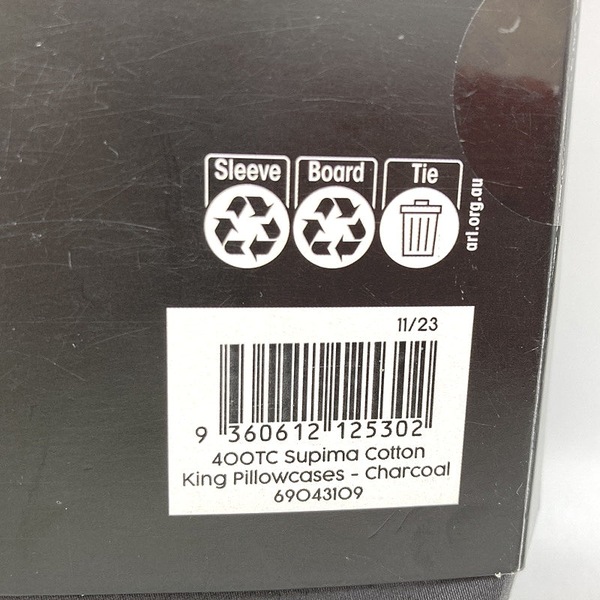 Sleeve Board Tie
arl.org.au
11/23
9 360612 125302
400TC Supima Cotton
King Pillowcases - Charcoal
69043109